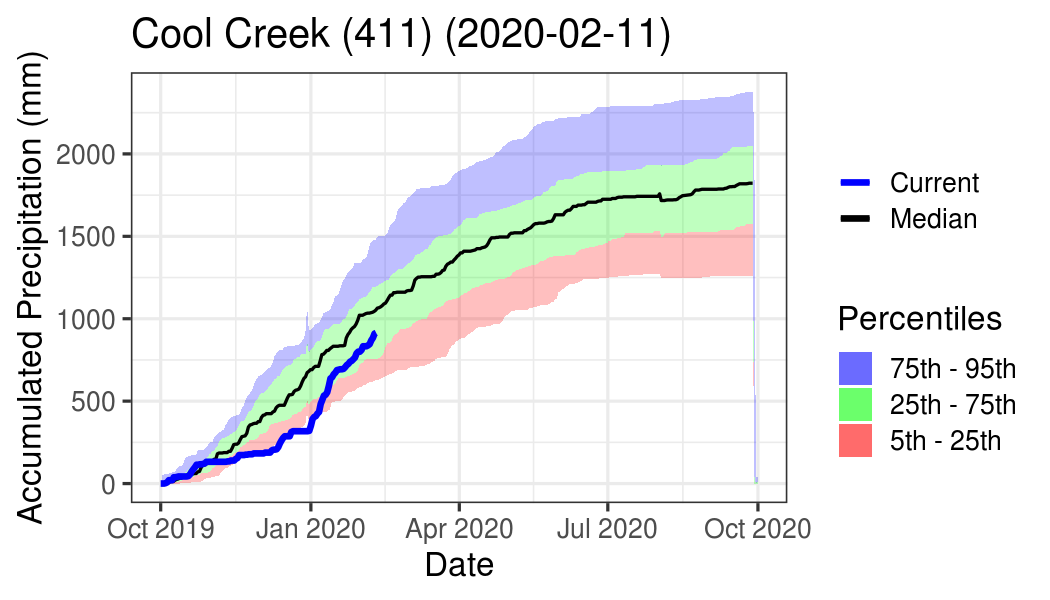 Cool Creek (411) (2020-02-11)
Accumulated Precipitation (mm)
2000
1500
1000
500
0
Oct 2019
Jan 2020
Apr 2020
Jul 2020
Oct 2020
Date
Current
Median
Percentiles
75th - 95th
25th - 75th
5th - 25th